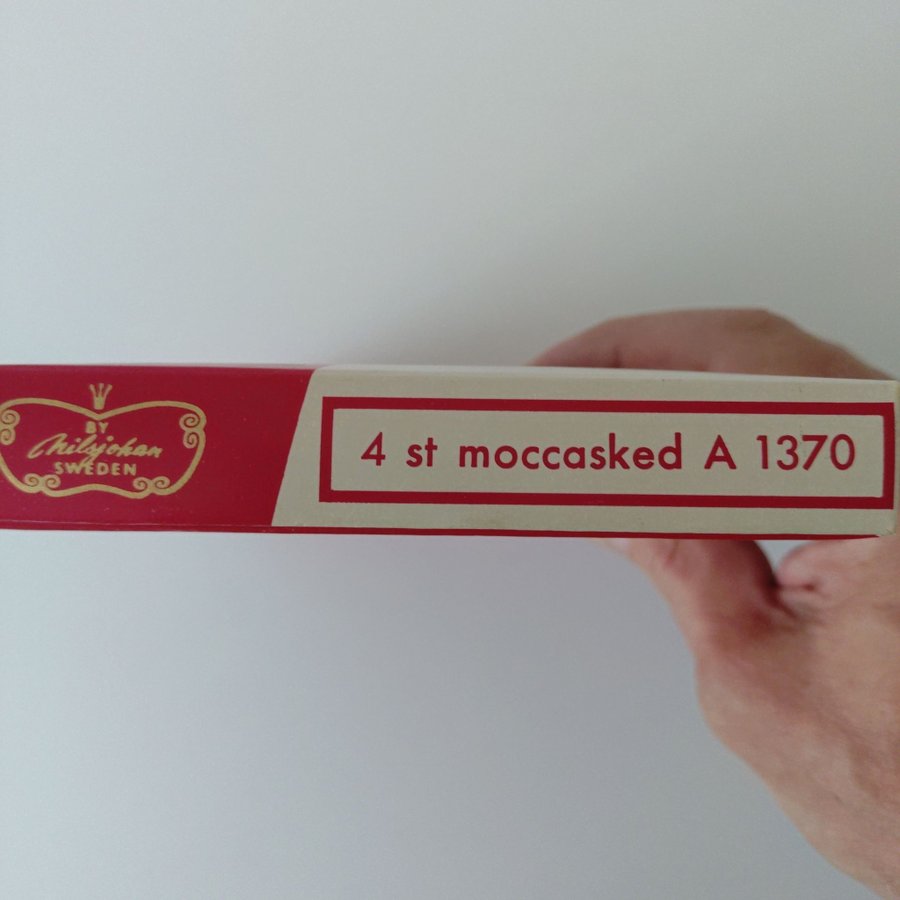 BY
Nilsjohan
SWEDEN
4 st moccasked A 1370